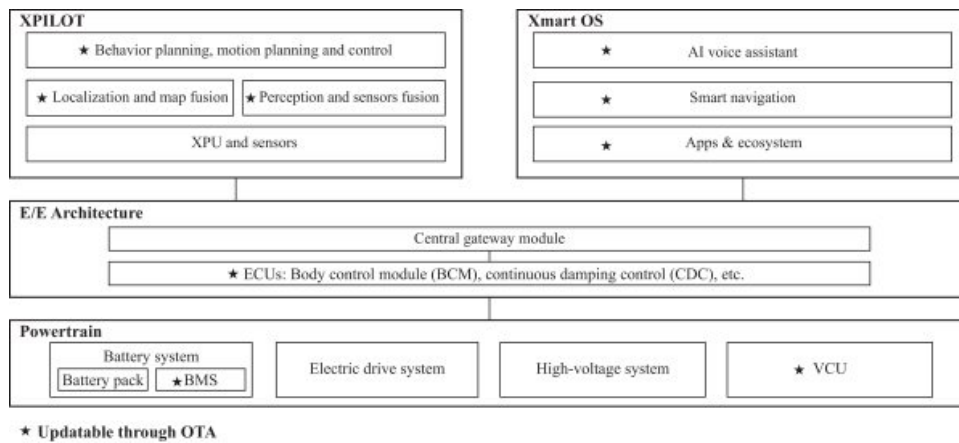 XPILOT
★ Behavior planning, motion planning and control
★ Localization and map fusion
★ Perception and sensors fusion
XPU and sensors
Xmart OS
★ AI voice assistant
★ Smart navigation
★ Apps & ecosystem
E/E Architecture
Central gateway module
★ ECUs: Body control module (BCM), continuous damping control (CDC), etc.
Powertrain
Battery system
Battery pack
★BMS
Electric drive system
High-voltage system
★ VCU
★ Updatable through OTA